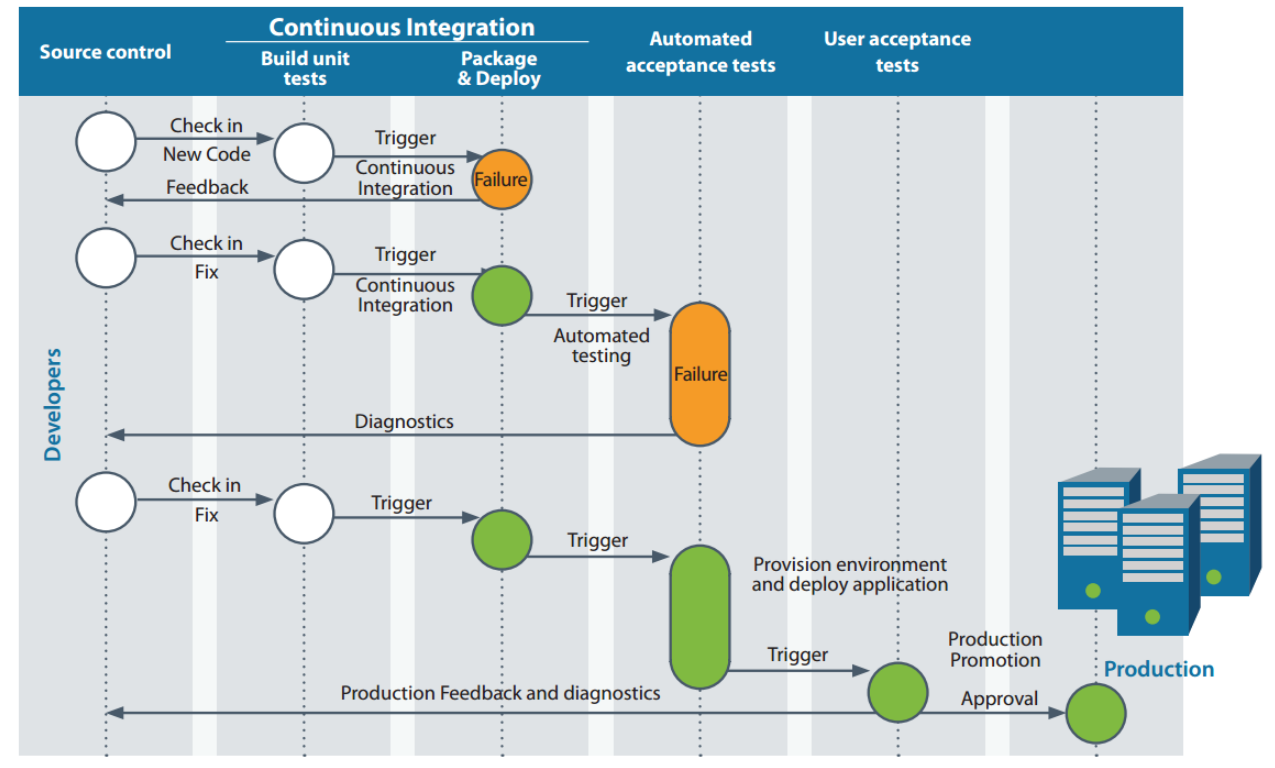 Source control
Continuous Integration
Build unit
tests
Package
& Deploy
Automated
acceptance tests
User acceptance
tests
Check in
New Code
Trigger
Continuous
Integration
Failure
Feedback
Check in
Fix
Trigger
Continuous
Integration
Trigger
Automated
testing
Failure
Developers
Diagnostics
Check in
Fix
Trigger
Trigger
Provision environment
and deploy application
Trigger
Production
Promotion
Approval
Production
Production Feedback and diagnostics